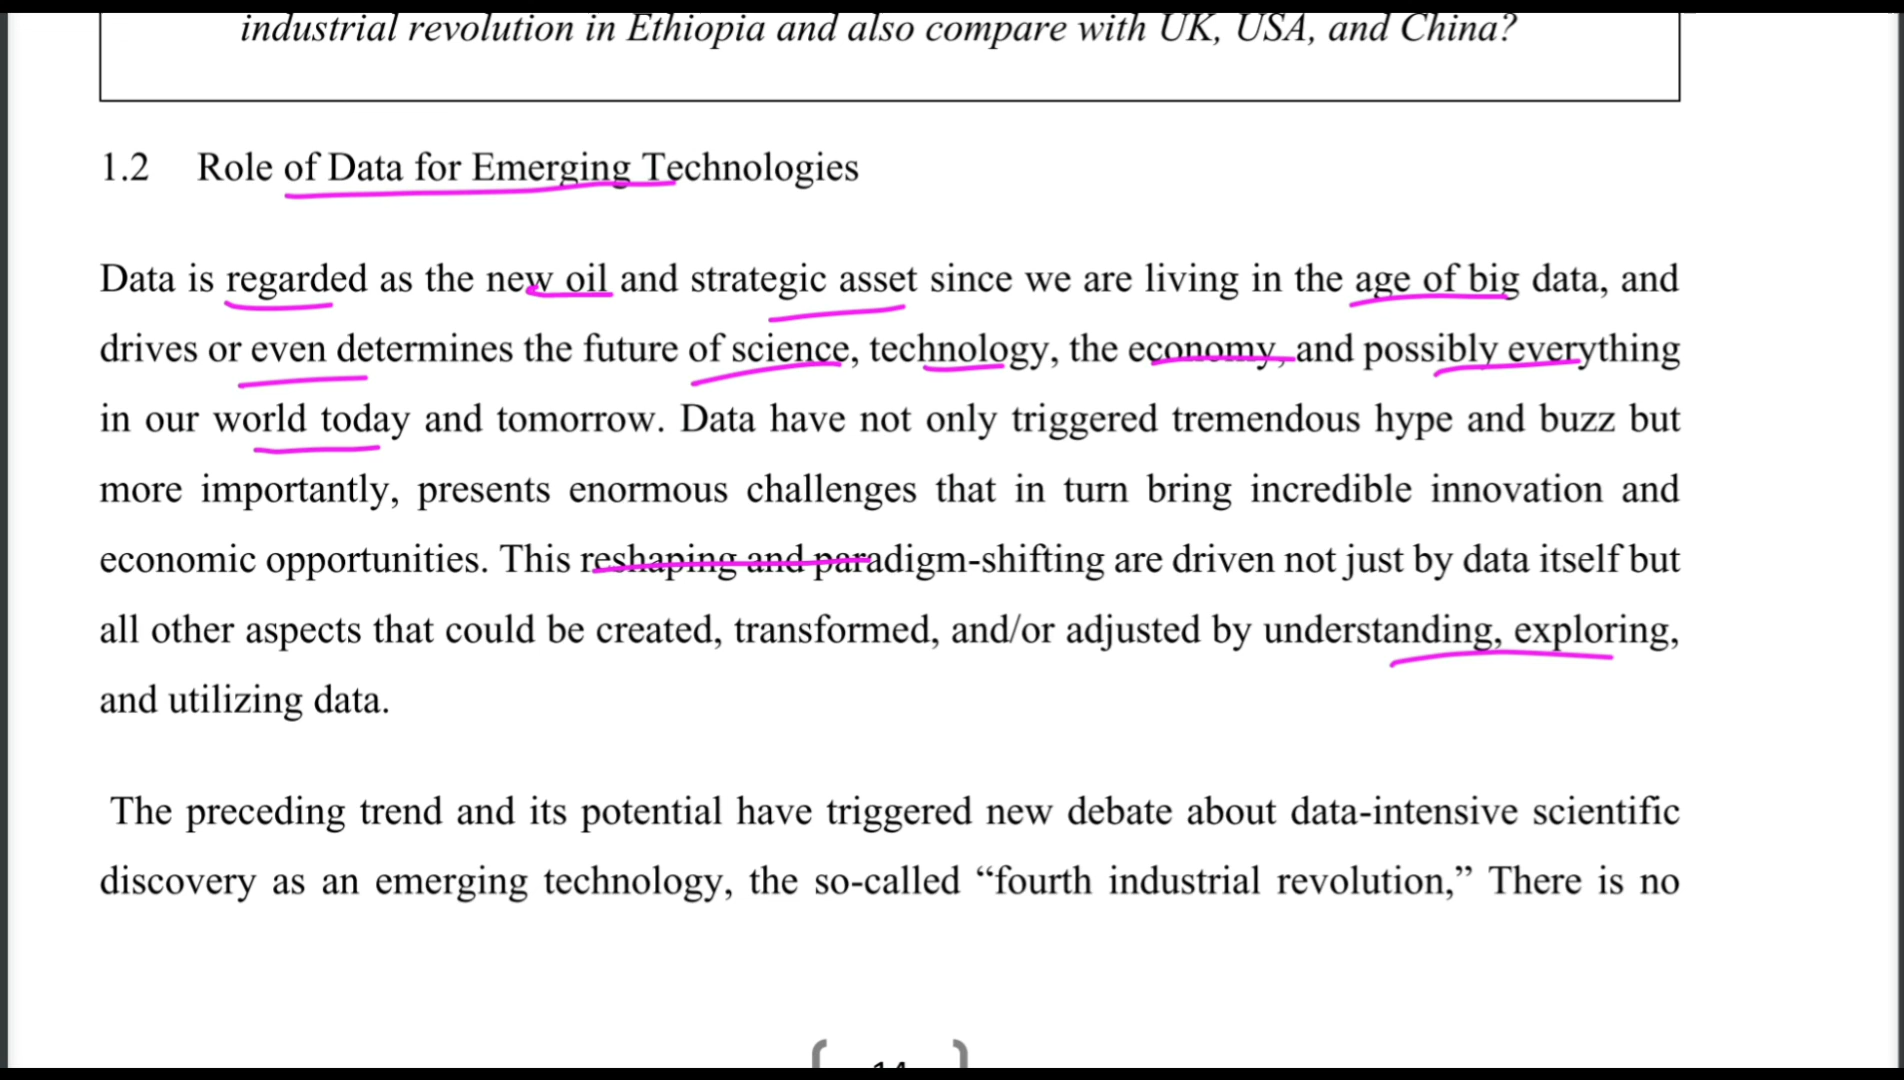 industrial revolution in Ethiopia and also compare with UK, USA, and China?
1.2 Role of Data for Emerging Technologies
Data is regarded as the new oil and strategic asset since we are living in the age of big data, and
drives or even determines the future of science, technology, the economy, and possibly everything
in our world today and tomorrow. Data have not only triggered tremendous hype and buzz but
more importantly, presents enormous challenges that in turn bring incredible innovation and
economic opportunities. This reshaping and paradigm-shifting are driven not just by data itself but
all other aspects that could be created, transformed, and/or adjusted by understanding, exploring,
and utilizing data.
The preceding trend and its potential have triggered new debate about data-intensive scientific
discovery as an emerging technology, the so-called “fourth industrial revolution,” There is no